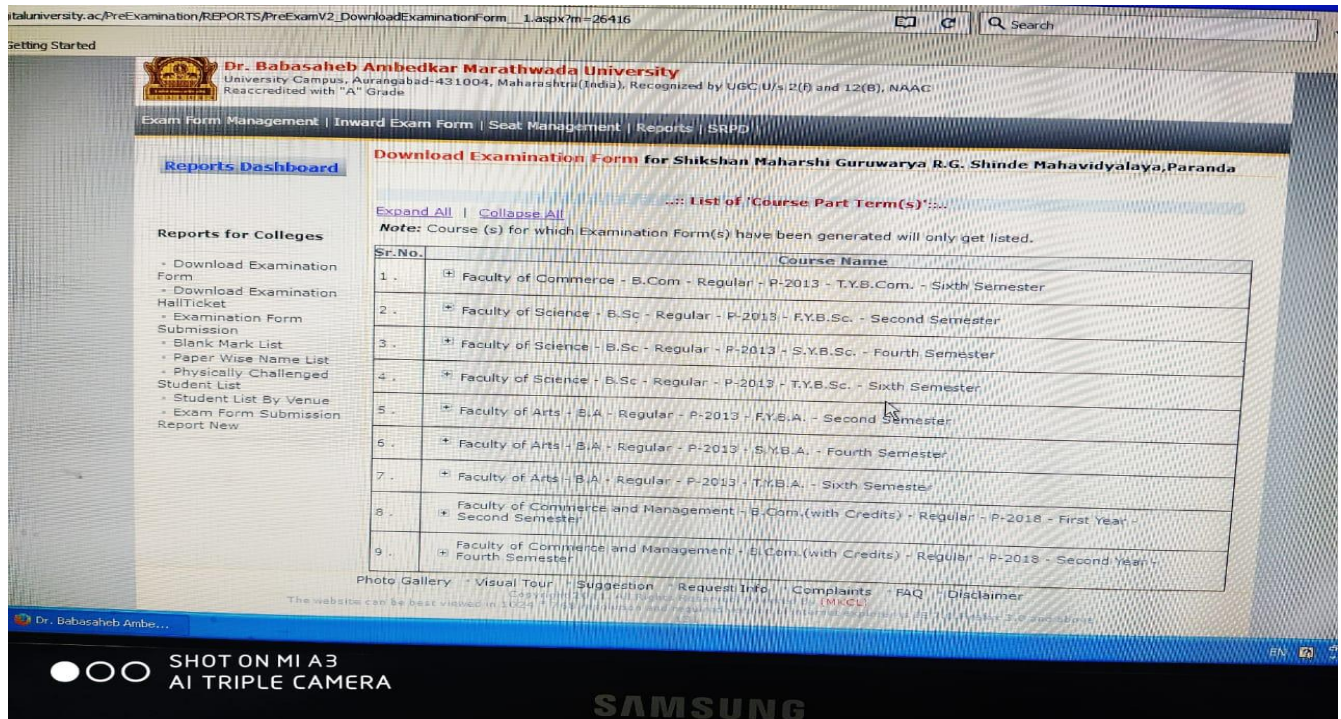 italuniversity.ac/PreExamination/REPORTS/PreExamV2_DownloadExaminationForm__1.aspx?m=26416
Search
Getting Started
Dr. Babasaheb Ambedkar Marathwada University
University Campus, Aurangabad-431004, Maharashtra(India), Recognized by UGC U/s 2(f) and 12(B), NAAC
Reaccredited with "A" Grade
Exam Form Management | Inward Exam Form | Seat Management | Reports | SRPD
Reports Dashboard
Reports for Colleges
Download Examination
Form
Download Examination
HallTicket
Examination Form
Submission
Blank Mark List
Paper Wise Name List
Physically Challenged
Student List
Student List By Venue
Exam Form Submission
Report New
Download Examination Form for Shikshan Maharshi Guruwarya R.G. Shinde Mahavidyalaya,Paranda
..:: List of 'Course Part Term(s)'::..
Expand All | Collapse All
Note: Course (s) for which Examination Form(s) have been generated will only get listed.
Sr.No. Course Name
1 . Faculty of Commerce - B.Com - Regular - P-2013 - T.Y.B.Com. - Sixth Semester
2 . Faculty of Science - B.Sc - Regular - P-2013 - F.Y.B.Sc. - Second Semester
3 . Faculty of Science - B.Sc - Regular - P-2013 - S.Y.B.Sc. - Fourth Semester
4 . Faculty of Science - B.Sc - Regular - P-2013 - T.Y.B.Sc. - Sixth Semester
5 . Faculty of Arts - B.A - Regular - P-2013 - F.Y.B.A. - Second Semester
6 . Faculty of Arts - B.A - Regular - P-2013 - S.Y.B.A. - Fourth Semester
7 . Faculty of Arts - B.A - Regular - P-2013 - T.Y.B.A. - Sixth Semester
8 . Faculty of Commerce and Management - B.Com.(with Credits) - Regular - P-2018 - First Year -
Second Semester
9 . Faculty of Commerce and Management - B.Com.(with Credits) - Regular - P-2018 - Second Year -
Fourth Semester
Photo Gallery Visual Tour Suggestion Request Info Complaints FAQ Disclaimer
(MKCL)
The website can be best viewed in 1024
Dr. Babasaheb Ambe...
EN
SHOT ON MI A3
AI TRIPLE CAMERA
SAMSUNG